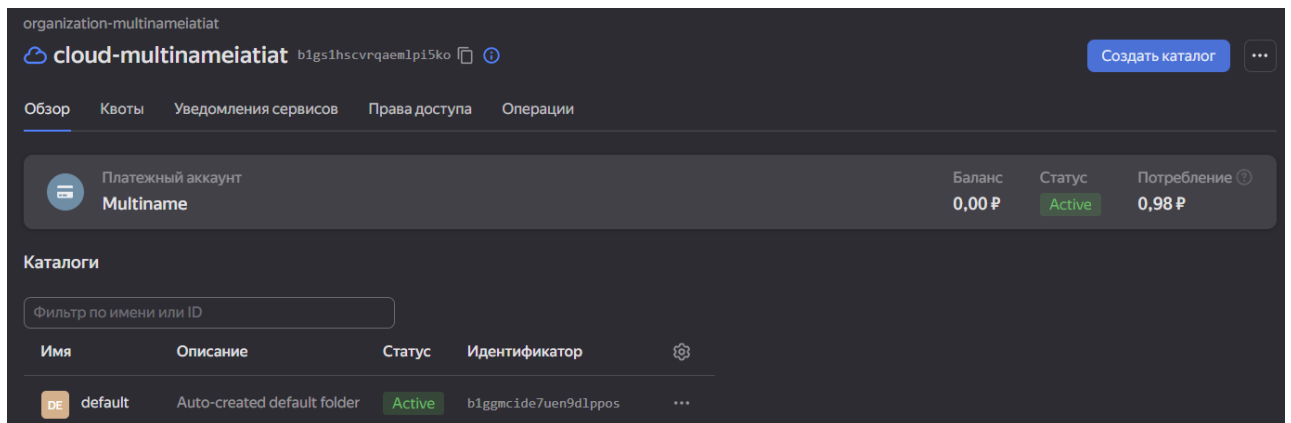 organization-multinameiatiat
cloud-multinameiatiat b1gs1hscvrqaemlpi5ko
Создать каталог
Обзор Квоты Уведомления сервисов Права доступа Операции
Платежный аккаунт Баланс Статус Потребление
Multiname 0,00 ₽ Active 0,98 ₽
Каталоги
Фильтр по имени или ID
Имя Описание Статус Идентификатор
DE default Auto-created default folder Active b1ggmcide7uen9dlppos